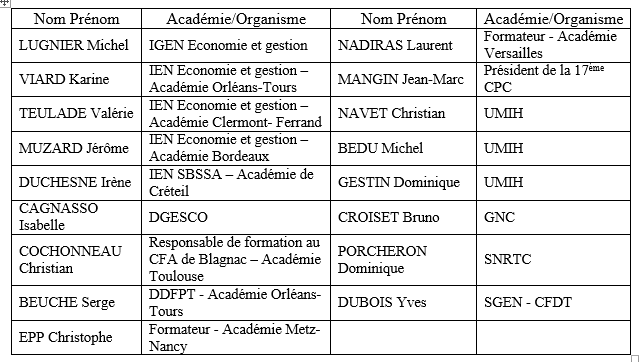 Nom Prénom Académie/Organisme Nom Prénom Académie/Organisme
LUGNIER Michel IGEN Economie et gestion NADIRAS Laurent Formateur - Académie
Versailles
VIARD Karine IEN Economie et gestion –
Académie Orléans-Tours MANGIN Jean-Marc Président de la 17ème
CPC
TEULADE Valérie IEN Economie et gestion –
Académie Clermont- Ferrand NAVET Christian UMIH
MUZARD Jérôme IEN Economie et gestion –
Académie Bordeaux BEDU Michel UMIH
DUCHESNE Irène IEN SBSSA – Académie de
Créteil GESTIN Dominique UMIH
CAGNASSO
Isabelle DGESCO CROISET Bruno GNC
COCHONNEAU
Christian Responsable de formation au
CFA de Blagnac – Académie
Toulouse PORCHERON
Dominique SNRTC
BEUCHE Serge DDFPT - Académie Orléans-
Tours DUBOIS Yves SGEN - CFDT
EPP Christophe Formateur - Académie Metz-
Nancy